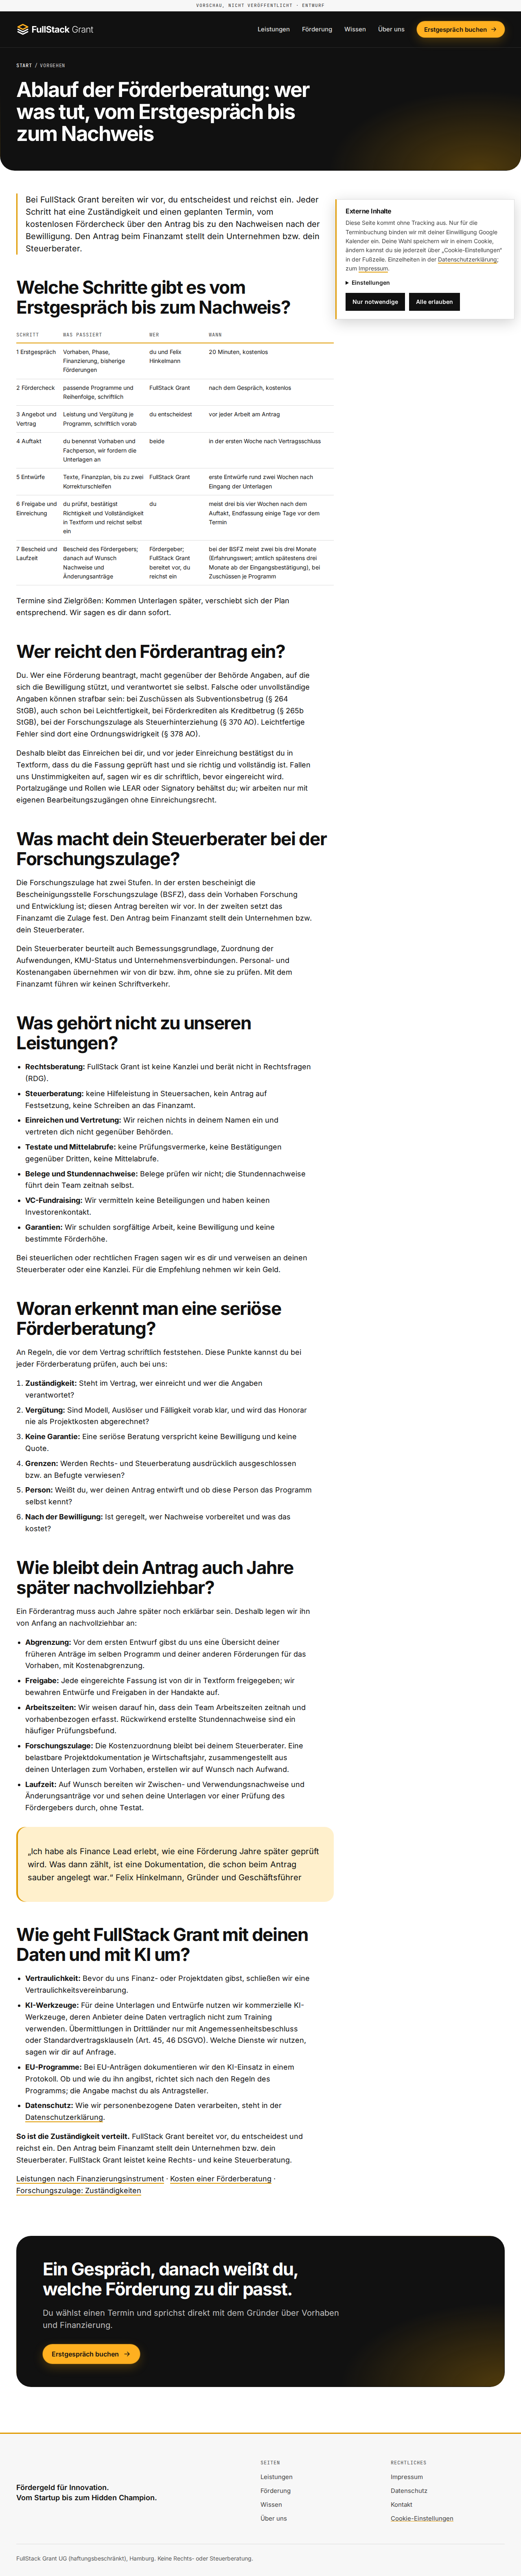 VORSCHAU, NICHT VERÖFFENTLICHT · ENTWURF
FullStack Grant
Leistungen
Förderung
Wissen
Über uns
Erstgespräch buchen →
START / VORGEHEN
Ablauf der Förderberatung: wer
was tut, vom Erstgespräch bis
zum Nachweis
Bei FullStack Grant bereiten wir vor, du entscheidest und reichst ein. Jeder
Schritt hat eine Zuständigkeit und einen geplanten Termin, vom
kostenlosen Fördercheck über den Antrag bis zu den Nachweisen nach der
Bewilligung. Den Antrag beim Finanzamt stellt dein Unternehmen bzw. dein
Steuerberater.
Externe Inhalte
Diese Seite kommt ohne Tracking aus. Nur für die
Terminbuchung binden wir mit deiner Einwilligung Google
Kalender ein. Deine Wahl speichern wir in einem Cookie,
ändern kannst du sie jederzeit über „Cookie-Einstellungen“
in der Fußzeile. Einzelheiten in der Datenschutzerklärung;
zum Impressum.
Einstellungen
Nur notwendige
Alle erlauben
Welche Schritte gibt es vom
Erstgespräch bis zum Nachweis?
SCHRITT
WAS PASSIERT
WER
WANN
1 Erstgespräch
Vorhaben, Phase,
Finanzierung, bisherige
Förderungen
du und Felix
Hinkelmann
20 Minuten, kostenlos
2 Fördercheck
passende Programme und
Reihenfolge, schriftlich
FullStack Grant
nach dem Gespräch, kostenlos
3 Angebot und
Vertrag
Leistung und Vergütung je
Programm, schriftlich vorab
du entscheidest
vor jeder Arbeit am Antrag
4 Auftakt
du benennst Vorhaben und
Fachperson, wir fordern die
Unterlagen an
beide
in der ersten Woche nach Vertragsschluss
5 Entwürfe
Texte, Finanzplan, bis zu zwei
Korrekturschleifen
FullStack Grant
erste Entwürfe rund zwei Wochen nach
Eingang der Unterlagen
6 Freigabe und
Einreichung
du prüfst, bestätigst
Richtigkeit und Vollständigkeit
in Textform und reichst selbst
ein
du
meist drei bis vier Wochen nach dem
Auftakt, Endfassung einige Tage vor dem
Termin
7 Bescheid und
Laufzeit
Bescheid des Fördergebers;
danach auf Wunsch
Nachweise und
Änderungsanträge
Fördergeber;
FullStack Grant
bereitet vor, du
reichst ein
bei der BSFZ meist zwei bis drei Monate
(Erfahrungswert; amtlich spätestens drei
Monate ab der Eingangsbestätigung), bei
Zuschüssen je Programm
Termine sind Zielgrößen: Kommen Unterlagen später, verschiebt sich der Plan
entsprechend. Wir sagen es dir dann sofort.
Wer reicht den Förderantrag ein?
Du. Wer eine Förderung beantragt, macht gegenüber der Behörde Angaben, auf die
sich die Bewilligung stützt, und verantwortet sie selbst. Falsche oder unvollständige
Angaben können strafbar sein: bei Zuschüssen als Subventionsbetrug (§ 264
StGB), auch schon bei Leichtfertigkeit, bei Förderkrediten als Kreditbetrug (§ 265b
StGB), bei der Forschungszulage als Steuerhinterziehung (§ 370 AO). Leichtfertige
Fehler sind dort eine Ordnungswidrigkeit (§ 378 AO).
Deshalb bleibt das Einreichen bei dir, und vor jeder Einreichung bestätigst du in
Textform, dass du die Fassung geprüft hast und sie richtig und vollständig ist. Fallen
uns Unstimmigkeiten auf, sagen wir es dir schriftlich, bevor eingereicht wird.
Portalzugänge und Rollen wie LEAR oder Signatory behältst du; wir arbeiten nur mit
eigenen Bearbeitungszugängen ohne Einreichungsrecht.
Was macht dein Steuerberater bei der
Forschungszulage?
Die Forschungszulage hat zwei Stufen. In der ersten bescheinigt die
Bescheinigungsstelle Forschungszulage (BSFZ), dass dein Vorhaben Forschung
und Entwicklung ist; diesen Antrag bereiten wir vor. In der zweiten setzt das
Finanzamt die Zulage fest. Den Antrag beim Finanzamt stellt dein Unternehmen bzw.
dein Steuerberater.
Dein Steuerberater beurteilt auch Bemessungsgrundlage, Zuordnung der
Aufwendungen, KMU-Status und Unternehmensverbindungen. Personal- und
Kostenangaben übernehmen wir von dir bzw. ihm, ohne sie zu prüfen. Mit dem
Finanzamt führen wir keinen Schriftverkehr.
Was gehört nicht zu unseren
Leistungen?
• Rechtsberatung: FullStack Grant ist keine Kanzlei und berät nicht in Rechtsfragen
(RDG).
• Steuerberatung: keine Hilfeleistung in Steuersachen, kein Antrag auf
Festsetzung, keine Schreiben an das Finanzamt.
• Einreichen und Vertretung: Wir reichen nichts in deinem Namen ein und
vertreten dich nicht gegenüber Behörden.
• Testate und Mittelabrufe: keine Prüfungsvermerke, keine Bestätigungen
gegenüber Dritten, keine Mittelabrufe.
• Belege und Stundennachweise: Belege prüfen wir nicht; die Stundennachweise
führt dein Team zeitnah selbst.
• VC-Fundraising: Wir vermitteln keine Beteiligungen und haben keinen
Investorenkontakt.
• Garantien: Wir schulden sorgfältige Arbeit, keine Bewilligung und keine
bestimmte Förderhöhe.
Bei steuerlichen oder rechtlichen Fragen sagen wir es dir und verweisen an deinen
Steuerberater oder eine Kanzlei. Für die Empfehlung nehmen wir kein Geld.
Woran erkennt man eine seriöse
Förderberatung?
An Regeln, die vor dem Vertrag schriftlich feststehen. Diese Punkte kannst du bei
jeder Förderberatung prüfen, auch bei uns:
1. Zuständigkeit: Steht im Vertrag, wer einreicht und wer die Angaben
verantwortet?
2. Vergütung: Sind Modell, Auslöser und Fälligkeit vorab klar, und wird das Honorar
nie als Projektkosten abgerechnet?
3. Keine Garantie: Eine seriöse Beratung verspricht keine Bewilligung und keine
Quote.
4. Grenzen: Werden Rechts- und Steuerberatung ausdrücklich ausgeschlossen
bzw. an Befugte verwiesen?
5. Person: Weißt du, wer deinen Antrag entwirft und ob diese Person das Programm
selbst kennt?
6. Nach der Bewilligung: Ist geregelt, wer Nachweise vorbereitet und was das
kostet?
Wie bleibt dein Antrag auch Jahre
später nachvollziehbar?
Ein Förderantrag muss auch Jahre später noch erklärbar sein. Deshalb legen wir ihn
von Anfang an nachvollziehbar an:
• Abgrenzung: Vor dem ersten Entwurf gibst du uns eine Übersicht deiner
früheren Anträge im selben Programm und deiner anderen Förderungen für das
Vorhaben, mit Kostenabgrenzung.
• Freigabe: Jede eingereichte Fassung ist von dir in Textform freigegeben; wir
bewahren Entwürfe und Freigaben in der Handakte auf.
• Arbeitszeiten: Wir weisen darauf hin, dass dein Team Arbeitszeiten zeitnah und
vorhabenbezogen erfasst. Rückwirkend erstellte Stundennachweise sind ein
häufiger Prüfungsbefund.
• Forschungszulage: Die Kostenzuordnung bleibt bei deinem Steuerberater. Eine
belastbare Projektdokumentation je Wirtschaftsjahr, zusammengestellt aus
deinen Unterlagen zum Vorhaben, erstellen wir auf Wunsch nach Aufwand.
• Laufzeit: Auf Wunsch bereiten wir Zwischen- und Verwendungsnachweise und
Änderungsanträge vor und sehen deine Unterlagen vor einer Prüfung des
Fördergebers durch, ohne Testat.
„Ich habe als Finance Lead erlebt, wie eine Förderung Jahre später geprüft
wird. Was dann zählt, ist eine Dokumentation, die schon beim Antrag
sauber angelegt war.“ Felix Hinkelmann, Gründer und Geschäftsführer
Wie geht FullStack Grant mit deinen
Daten und mit KI um?
• Vertraulichkeit: Bevor du uns Finanz- oder Projektdaten gibst, schließen wir eine
Vertraulichkeitsvereinbarung.
• KI-Werkzeuge: Für deine Unterlagen und Entwürfe nutzen wir kommerzielle KI-
Werkzeuge, deren Anbieter deine Daten vertraglich nicht zum Training
verwenden. Übermittlungen in Drittländer nur mit Angemessenheitsbeschluss
oder Standardvertragsklauseln (Art. 45, 46 DSGVO). Welche Dienste wir nutzen,
sagen wir dir auf Anfrage.
• EU-Programme: Bei EU-Anträgen dokumentieren wir den KI-Einsatz in einem
Protokoll. Ob und wie du ihn angibst, richtet sich nach den Regeln des
Programms; die Angabe machst du als Antragsteller.
• Datenschutz: Wie wir personenbezogene Daten verarbeiten, steht in der
Datenschutzerklärung.
So ist die Zuständigkeit verteilt. FullStack Grant bereitet vor, du entscheidest und
reichst ein. Den Antrag beim Finanzamt stellt dein Unternehmen bzw. dein
Steuerberater. FullStack Grant leistet keine Rechts- und keine Steuerberatung.
Leistungen nach Finanzierungsinstrument · Kosten einer Förderberatung ·
Forschungszulage: Zuständigkeiten
Ein Gespräch, danach weißt du,
welche Förderung zu dir passt.
Du wählst einen Termin und sprichst direkt mit dem Gründer über Vorhaben
und Finanzierung.
Erstgespräch buchen →
Fördergeld für Innovation.
Vom Startup bis zum Hidden Champion.
SEITEN
Leistungen
Förderung
Wissen
Über uns
RECHTLICHES
Impressum
Datenschutz
Kontakt
Cookie-Einstellungen
FullStack Grant UG (haftungsbeschränkt), Hamburg. Keine Rechts- oder Steuerberatung.